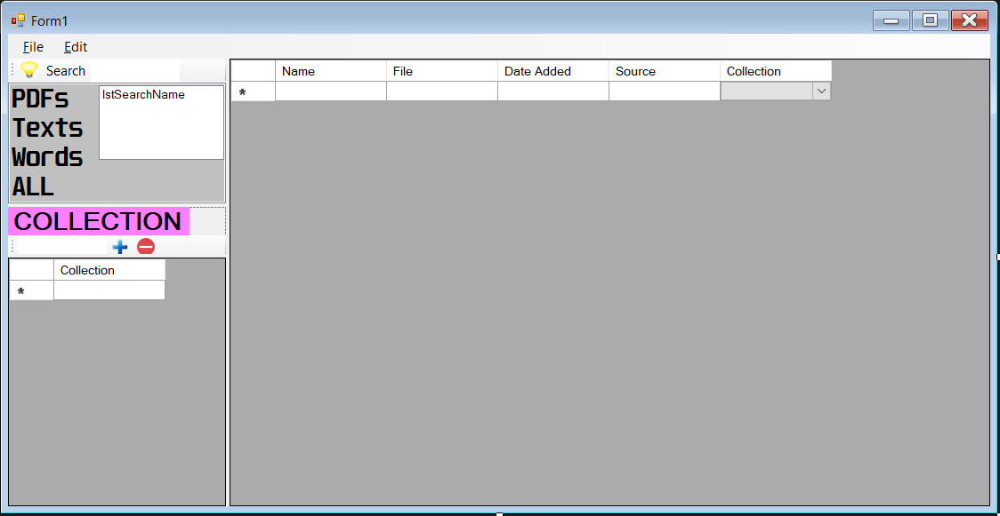 Form1
File Edit
Search
PDFs
Texts
Words
ALL
lstSearchName
COLLECTION
Collection
*
Name File Date Added Source Collection
*